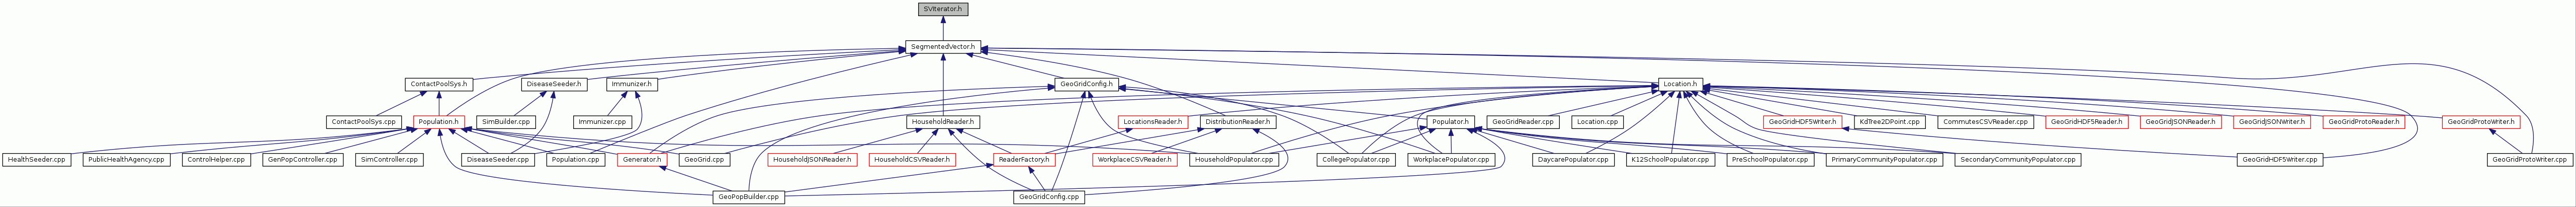 SVIterator.h
SegmentedVector.h
ContactPoolSys.h
DiseaseSeeder.h
Immunizer.h
GeoGridConfig.h
Location.h
ContactPoolSys.cpp
Population.h
SimBuilder.cpp
Immunizer.cpp
HouseholdReader.h
LocationsReader.h
DistributionReader.h
Populator.h
GeoGridReader.cpp
Location.cpp
GeoGridHDF5Writer.h
KdTree2DPoint.cpp
CommutesCSVReader.cpp
GeoGridHDF5Reader.h
GeoGridJSONReader.h
GeoGridJSONWriter.h
GeoGridProtoReader.h
GeoGridProtoWriter.h
HealthSeeder.cpp
PublicHealthAgency.cpp
ControlHelper.cpp
GenPopController.cpp
SimController.cpp
DiseaseSeeder.cpp
Population.cpp
Generator.h
GeoGrid.cpp
HouseholdJSONReader.h
HouseholdCSVReader.h
ReaderFactory.h
WorkplaceCSVReader.h
HouseholdPopulator.cpp
CollegePopulator.cpp
WorkplacePopulator.cpp
DaycarePopulator.cpp
K12SchoolPopulator.cpp
PreSchoolPopulator.cpp
PrimaryCommunityPopulator.cpp
SecondaryCommunityPopulator.cpp
GeoGridHDF5Writer.cpp
GeoGridProtoWriter.cpp
GeoPopBuilder.cpp
GeoGridConfig.cpp